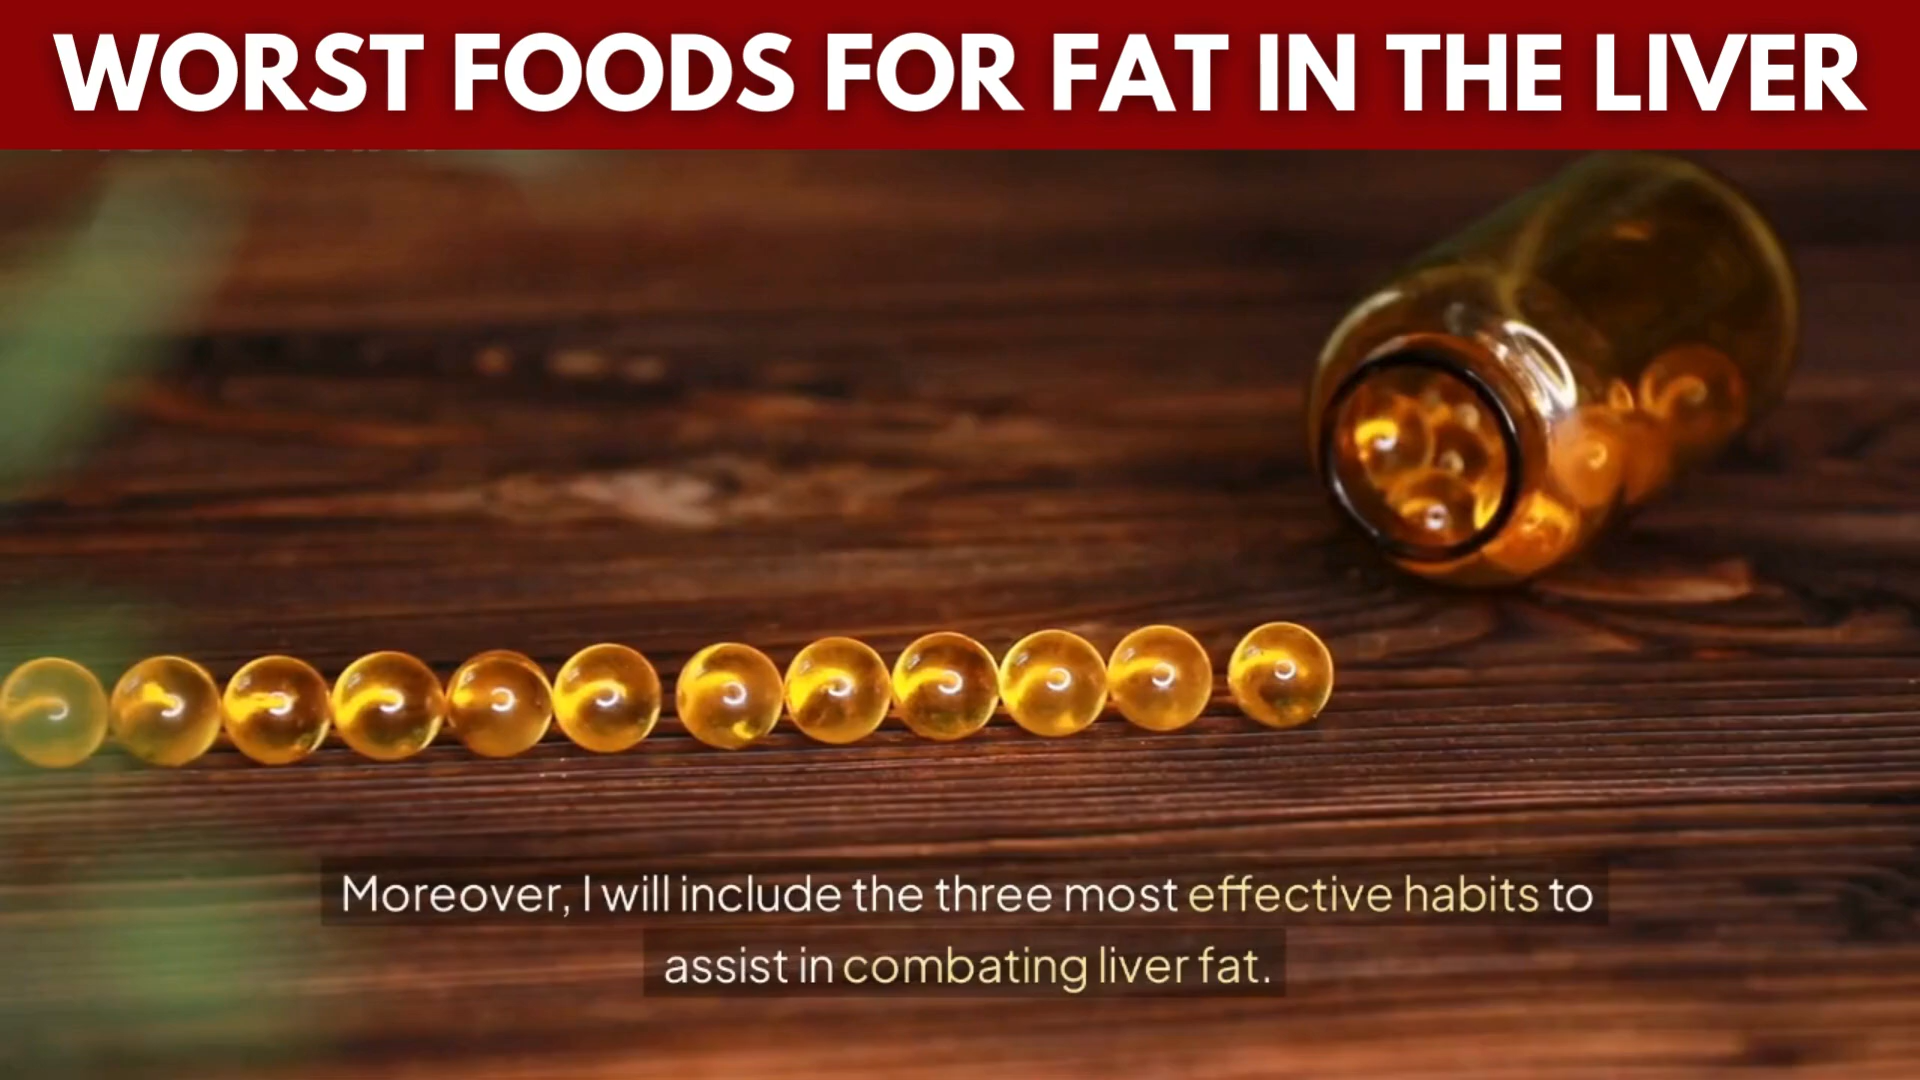 WORST FOODS FOR FAT IN THE LIVER
Moreover, I will include the three most effective habits to
assist in combating liver fat.